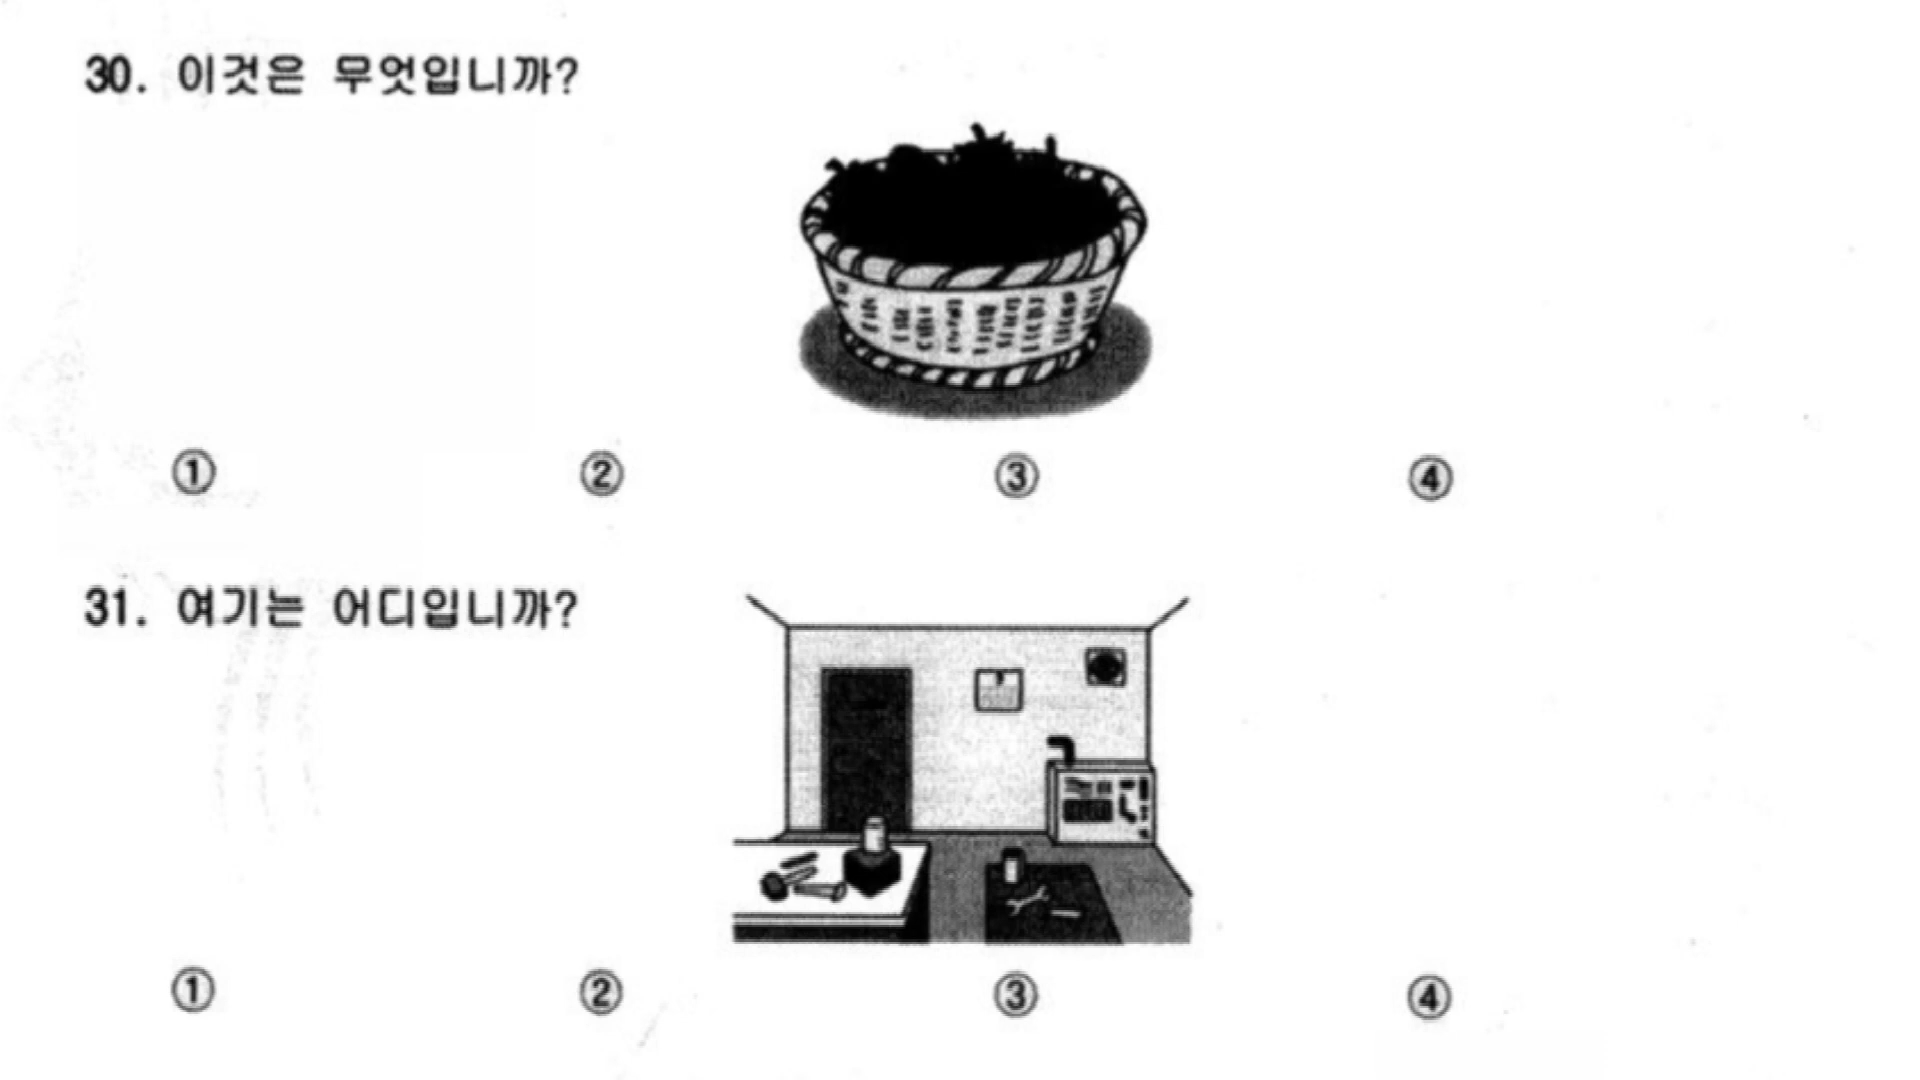 30. 이것은 무엇입니까?
① ② ③ ④
31. 여기는 어디입니까?
① ② ③ ④